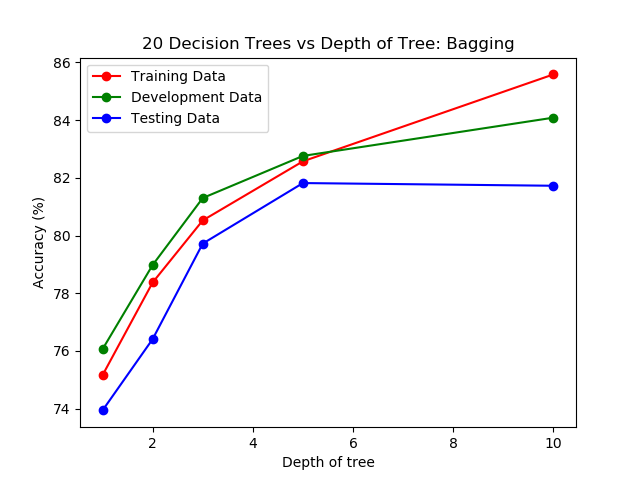 20 Decision Trees vs Depth of Tree: Bagging
86
84
82
80
78
76
74
Accuracy (%)
Training Data
Development Data
Testing Data
2
4
6
8
10
Depth of tree